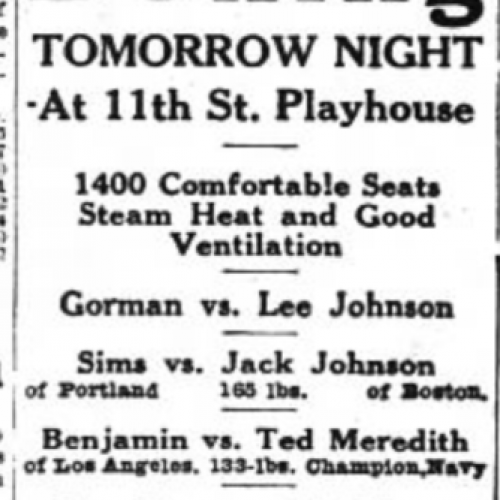 TOMORROW NIGHT
-At 11th St. Playhouse
1400 Comfortable Seats
Steam Heat and Good
Ventilation
Gorman vs. Lee Johnson
Sims vs. Jack Johnson
of Portland 165 lbs. of Boston.
Benjamin vs. Ted Meredith
of Los Angeles. 133-lbs. Champion, Navy